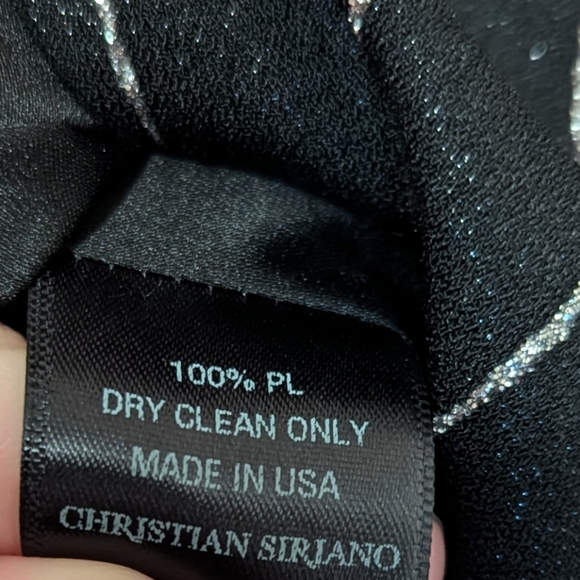 100% PL
DRY CLEAN ONLY
MADE IN USA
CHRISTIAN SIRIANO